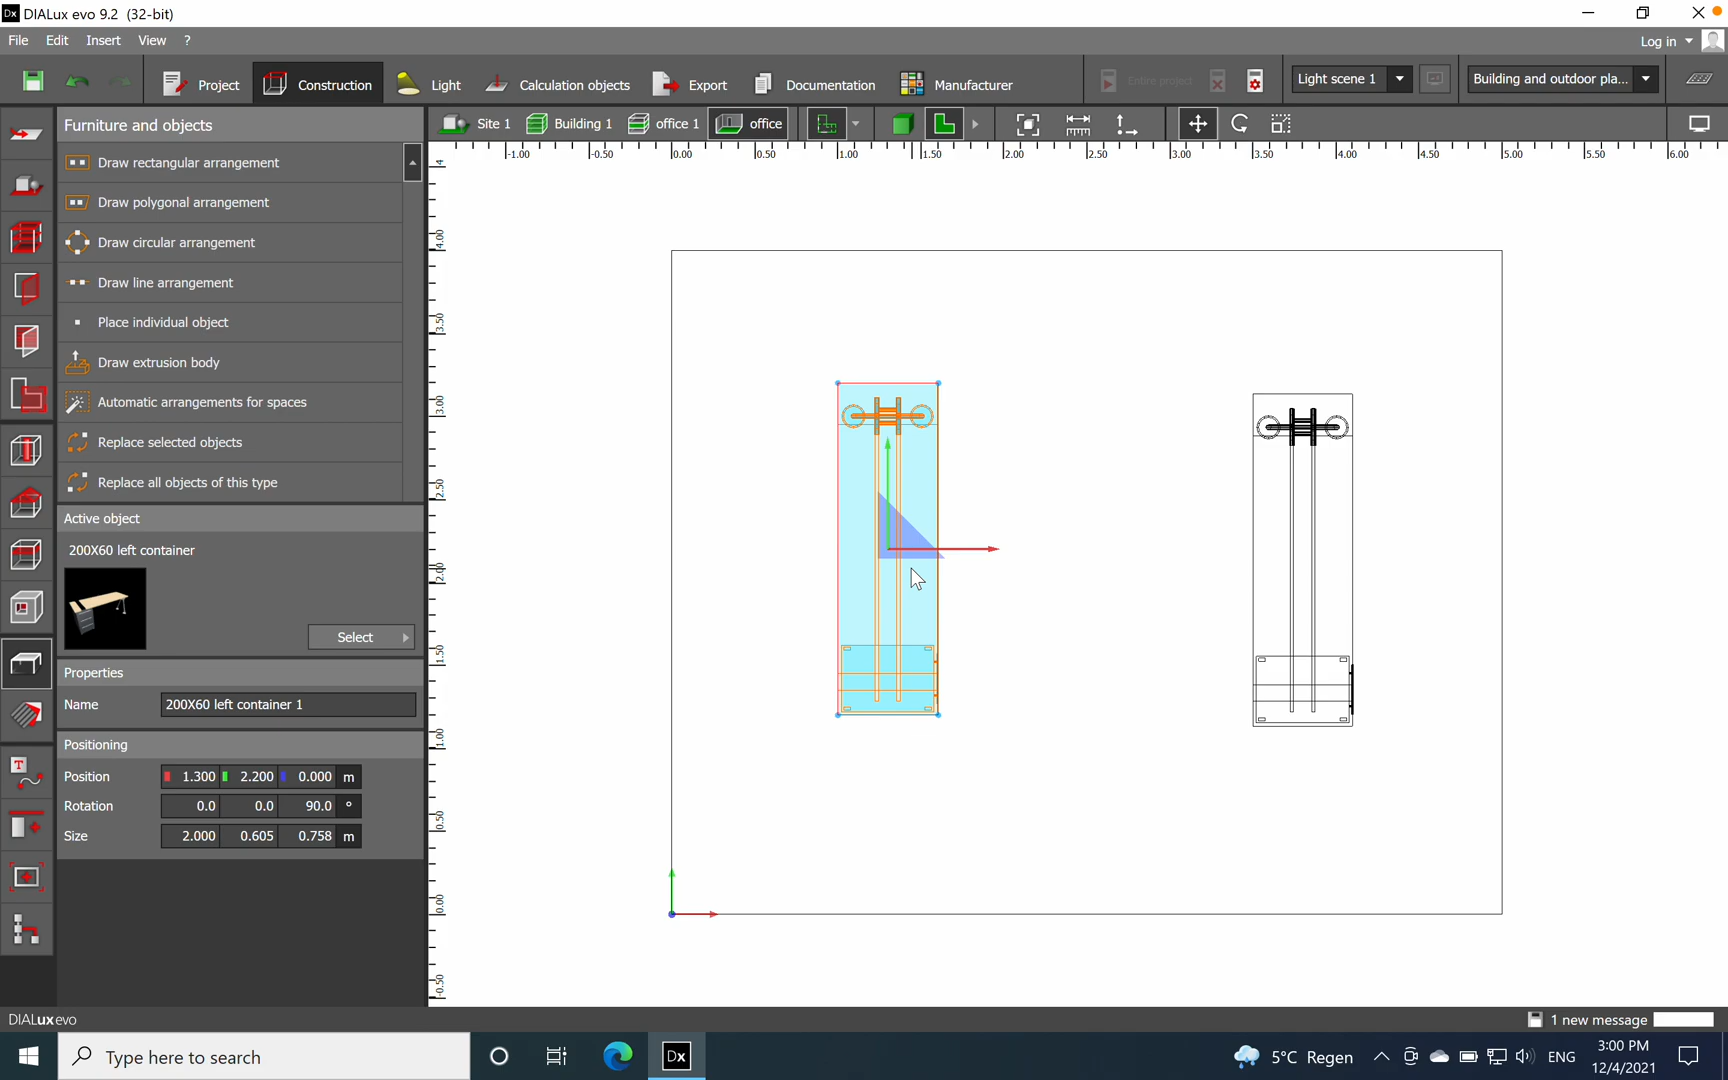 Dx DIALux evo 9.2 (32-bit)
File Edit Insert View ?
Log in
Project Construction Light Calculation objects Export Documentation Manufacturer Entire project Light scene 1 Building and outdoor pla...
Furniture and objects
Site 1 Building 1 office 1 office
-1.00 -0.50 0.00 0.50 1.00 1.50 2.00 2.50 3.00 3.50 4.00 4.50 5.00 5.50 6.00
4
4.00
3.50
3.00
2.50
2.00
1.50
1.00
0.50
0.00
-0.50
Draw rectangular arrangement
Draw polygonal arrangement
Draw circular arrangement
Draw line arrangement
Place individual object
Draw extrusion body
Automatic arrangements for spaces
Replace selected objects
Replace all objects of this type
Active object
200X60 left container
Select
Properties
Name 200X60 left container 1
Positioning
Position 1.300 2.200 0.000 m
Rotation 0.0 0.0 90.0 °
Size 2.000 0.605 0.758 m
T
DIALux evo
1 new message
Type here to search
Dx
5°C Regen
ENG
3:00 PM
12/4/2021